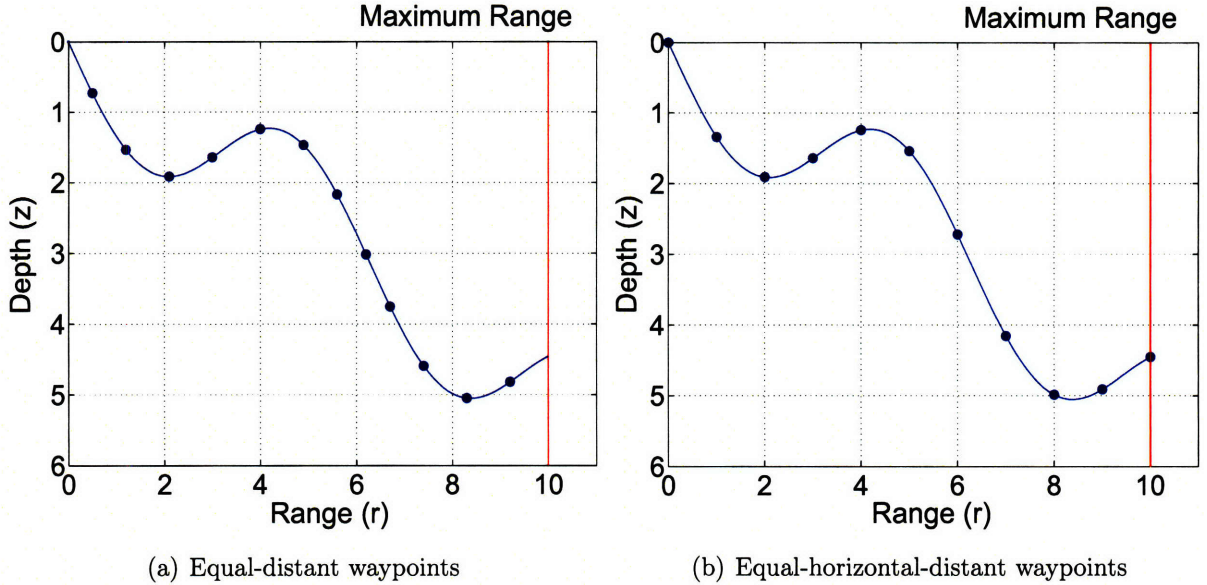 Maximum Range
0
1
2
3
4
5
6
Depth (z)
0 2 4 6 8 10
Range (r)
(a) Equal-distant waypoints
Maximum Range
0
1
2
3
4
5
6
Depth (z)
0 2 4 6 8 10
Range (r)
(b) Equal-horizontal-distant waypoints